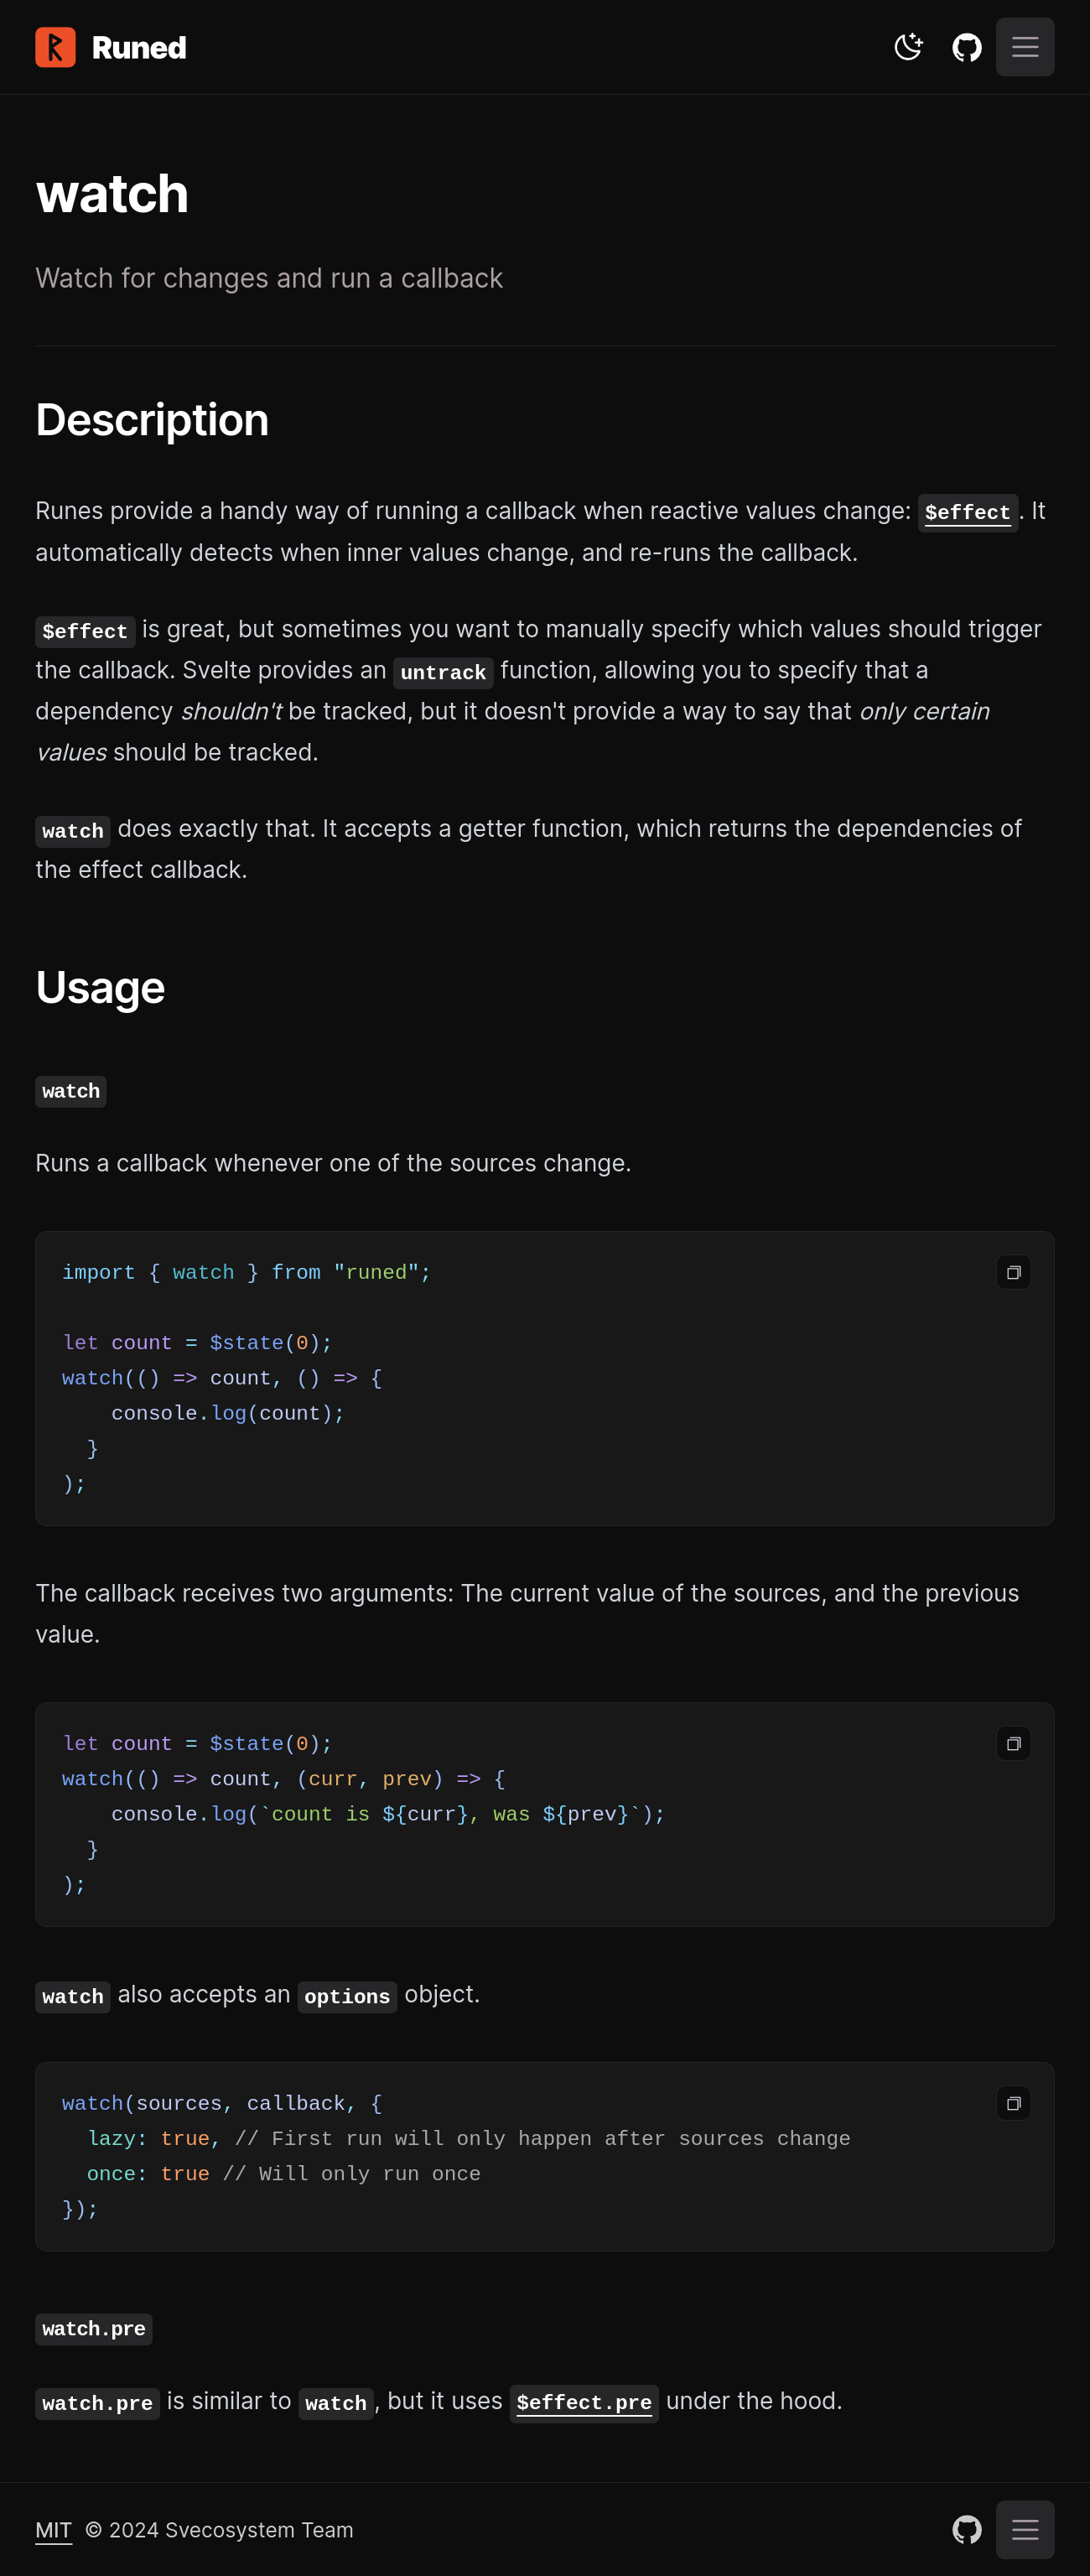 Runed
watch
Watch for changes and run a callback
Description
Runes provide a handy way of running a callback when reactive values change: $effect. It
automatically detects when inner values change, and re-runs the callback.
$effect is great, but sometimes you want to manually specify which values should trigger
the callback. Svelte provides an untrack function, allowing you to specify that a
dependency shouldn't be tracked, but it doesn't provide a way to say that only certain
values should be tracked.
watch does exactly that. It accepts a getter function, which returns the dependencies of
the effect callback.
Usage
watch
Runs a callback whenever one of the sources change.
import { watch } from "runed";
let count = $state(0);
watch(() => count, () => {
    console.log(count);
  }
);
The callback receives two arguments: The current value of the sources, and the previous
value.
let count = $state(0);
watch(() => count, (curr, prev) => {
    console.log(`count is ${curr}, was ${prev}`);
  }
);
watch also accepts an options object.
watch(sources, callback, {
  lazy: true, // First run will only happen after sources change
  once: true // Will only run once
});
watch.pre
watch.pre is similar to watch, but it uses $effect.pre under the hood.
MIT © 2024 Svecosystem Team